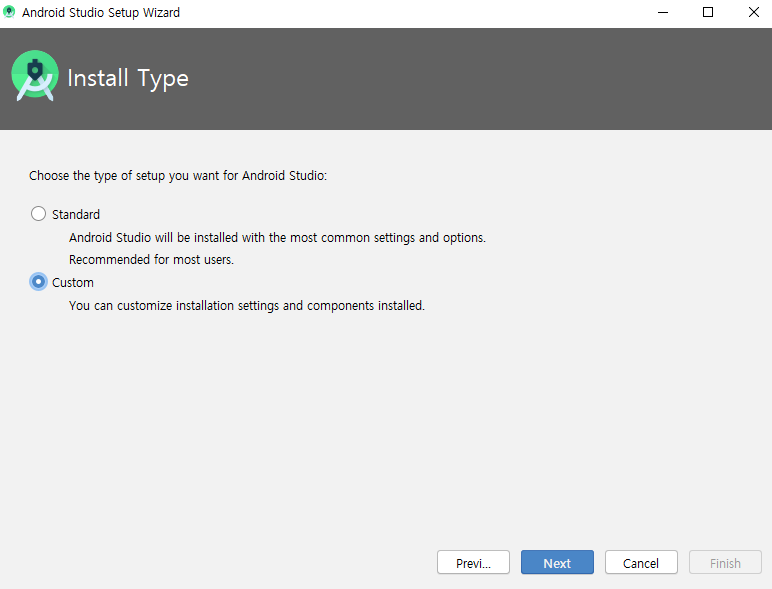 Android Studio Setup Wizard
Install Type
Choose the type of setup you want for Android Studio:
Standard
Android Studio will be installed with the most common settings and options.
Recommended for most users.
Custom
You can customize installation settings and components installed.
Previ... Next Cancel Finish